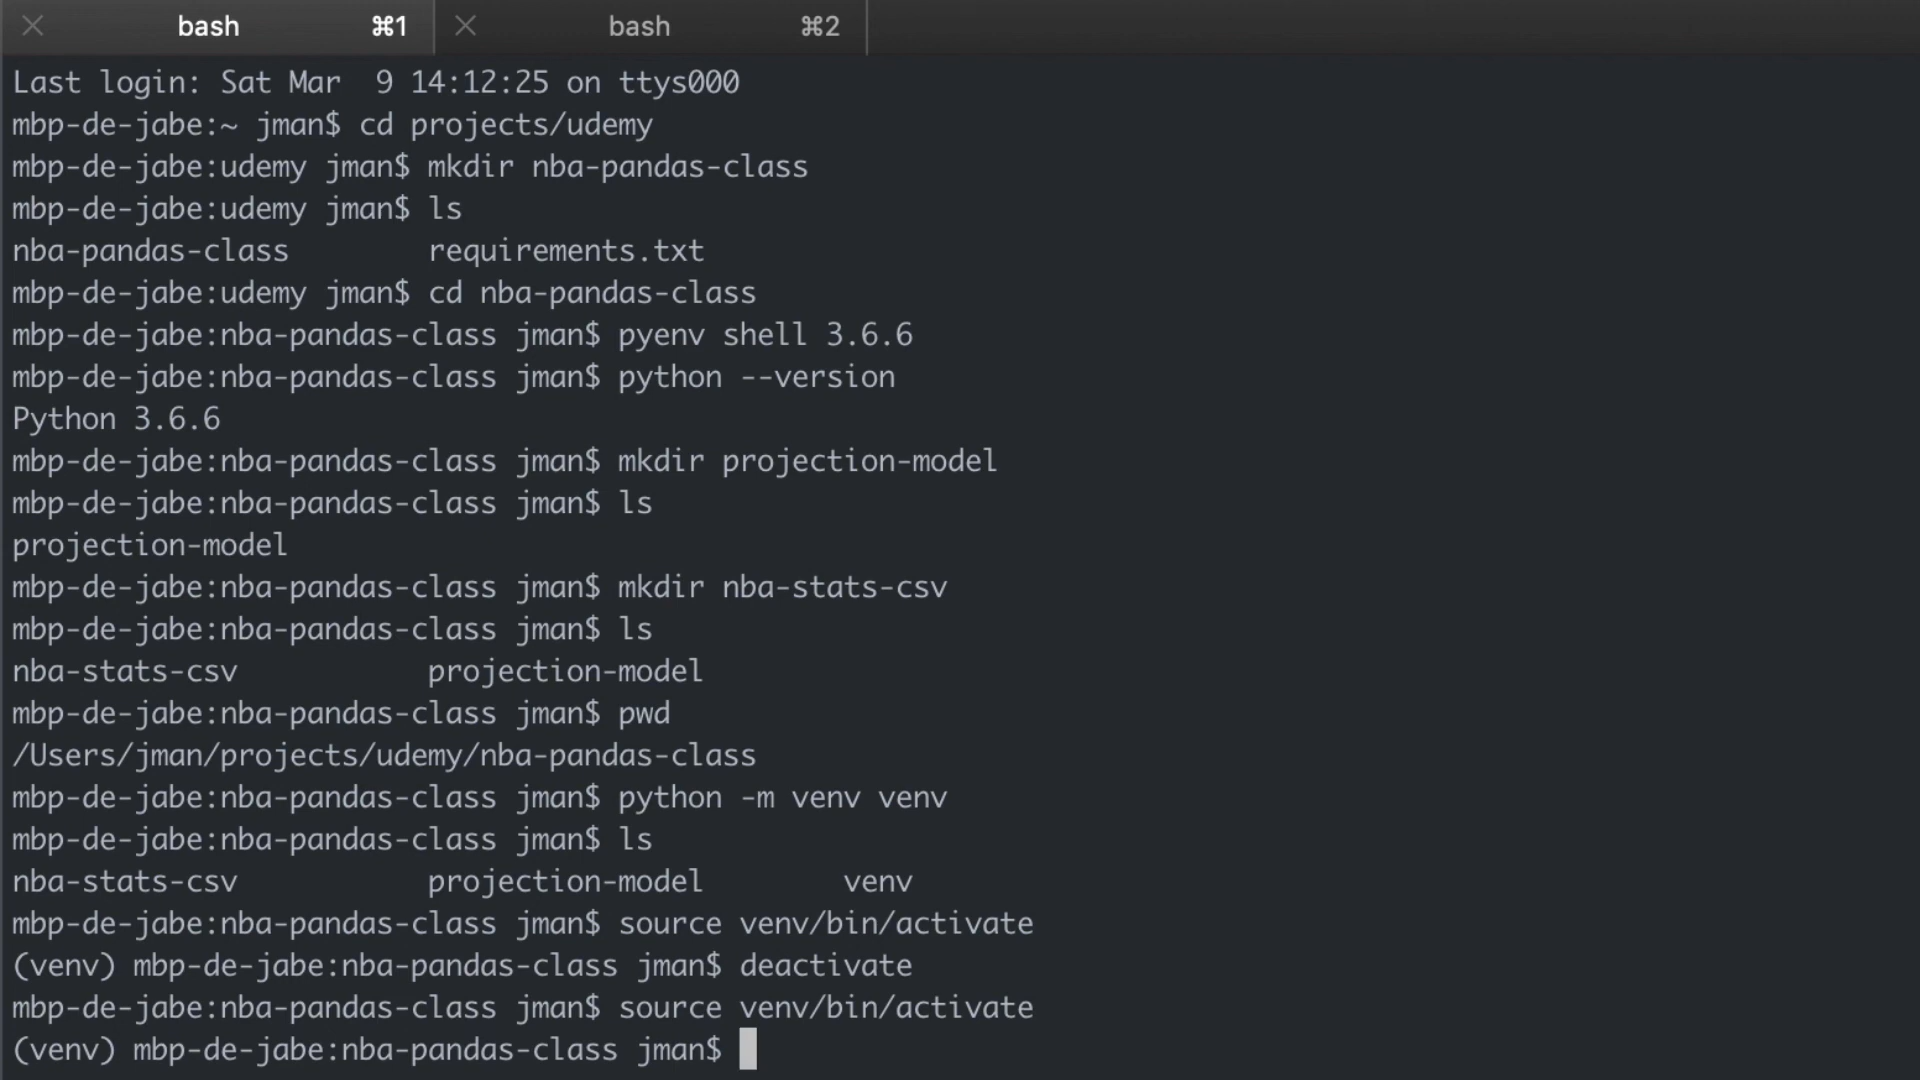 bash ⌘1 bash ⌘2
Last login: Sat Mar  9 14:12:25 on ttys000
mbp-de-jabe:~ jman$ cd projects/udemy
mbp-de-jabe:udemy jman$ mkdir nba-pandas-class
mbp-de-jabe:udemy jman$ ls
nba-pandas-class        requirements.txt
mbp-de-jabe:udemy jman$ cd nba-pandas-class
mbp-de-jabe:nba-pandas-class jman$ pyenv shell 3.6.6
mbp-de-jabe:nba-pandas-class jman$ python --version
Python 3.6.6
mbp-de-jabe:nba-pandas-class jman$ mkdir projection-model
mbp-de-jabe:nba-pandas-class jman$ ls
projection-model
mbp-de-jabe:nba-pandas-class jman$ mkdir nba-stats-csv
mbp-de-jabe:nba-pandas-class jman$ ls
nba-stats-csv           projection-model
mbp-de-jabe:nba-pandas-class jman$ pwd
/Users/jman/projects/udemy/nba-pandas-class
mbp-de-jabe:nba-pandas-class jman$ python -m venv venv
mbp-de-jabe:nba-pandas-class jman$ ls
nba-stats-csv           projection-model        venv
mbp-de-jabe:nba-pandas-class jman$ source venv/bin/activate
(venv) mbp-de-jabe:nba-pandas-class jman$ deactivate
mbp-de-jabe:nba-pandas-class jman$ source venv/bin/activate
(venv) mbp-de-jabe:nba-pandas-class jman$